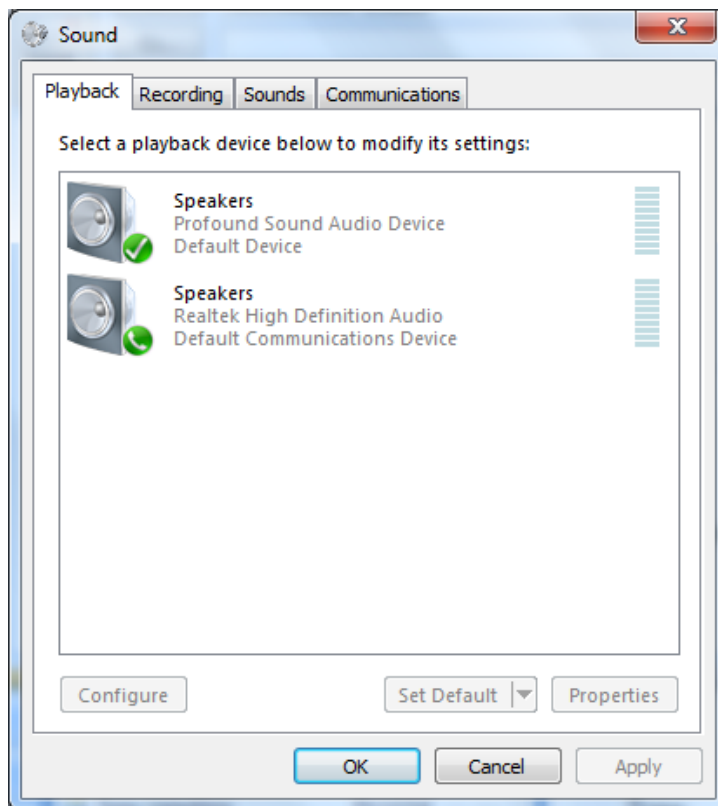 Sound
Playback Recording Sounds Communications
Select a playback device below to modify its settings:
Speakers
Profound Sound Audio Device
Default Device
Speakers
Realtek High Definition Audio
Default Communications Device
Configure Set Default Properties
OK Cancel Apply